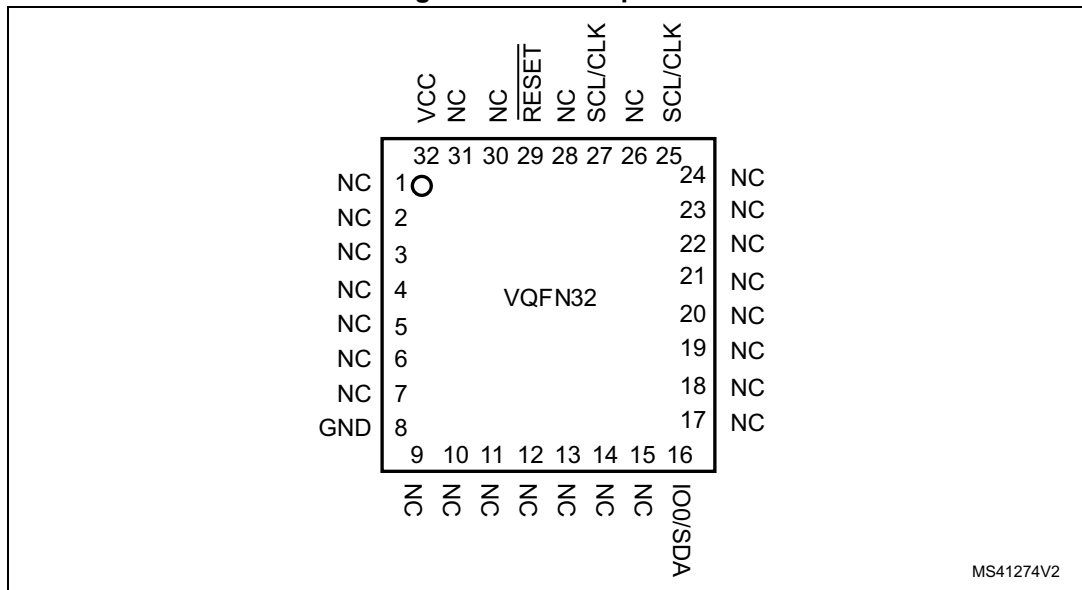 VCC
NC
NC
RESET
NC
SCL/CLK
NC
SCL/CLK
32 31 30 29 28 27 26 25
NC 1 24 NC
NC 2 23 NC
NC 3 22 NC
NC 4 21 NC
VQFN32
NC 5 20 NC
NC 6 19 NC
NC 7 18 NC
GND 8 17 NC
9 10 11 12 13 14 15 16
NC
NC
NC
NC
NC
NC
NC
IO0/SDA
MS41274V2